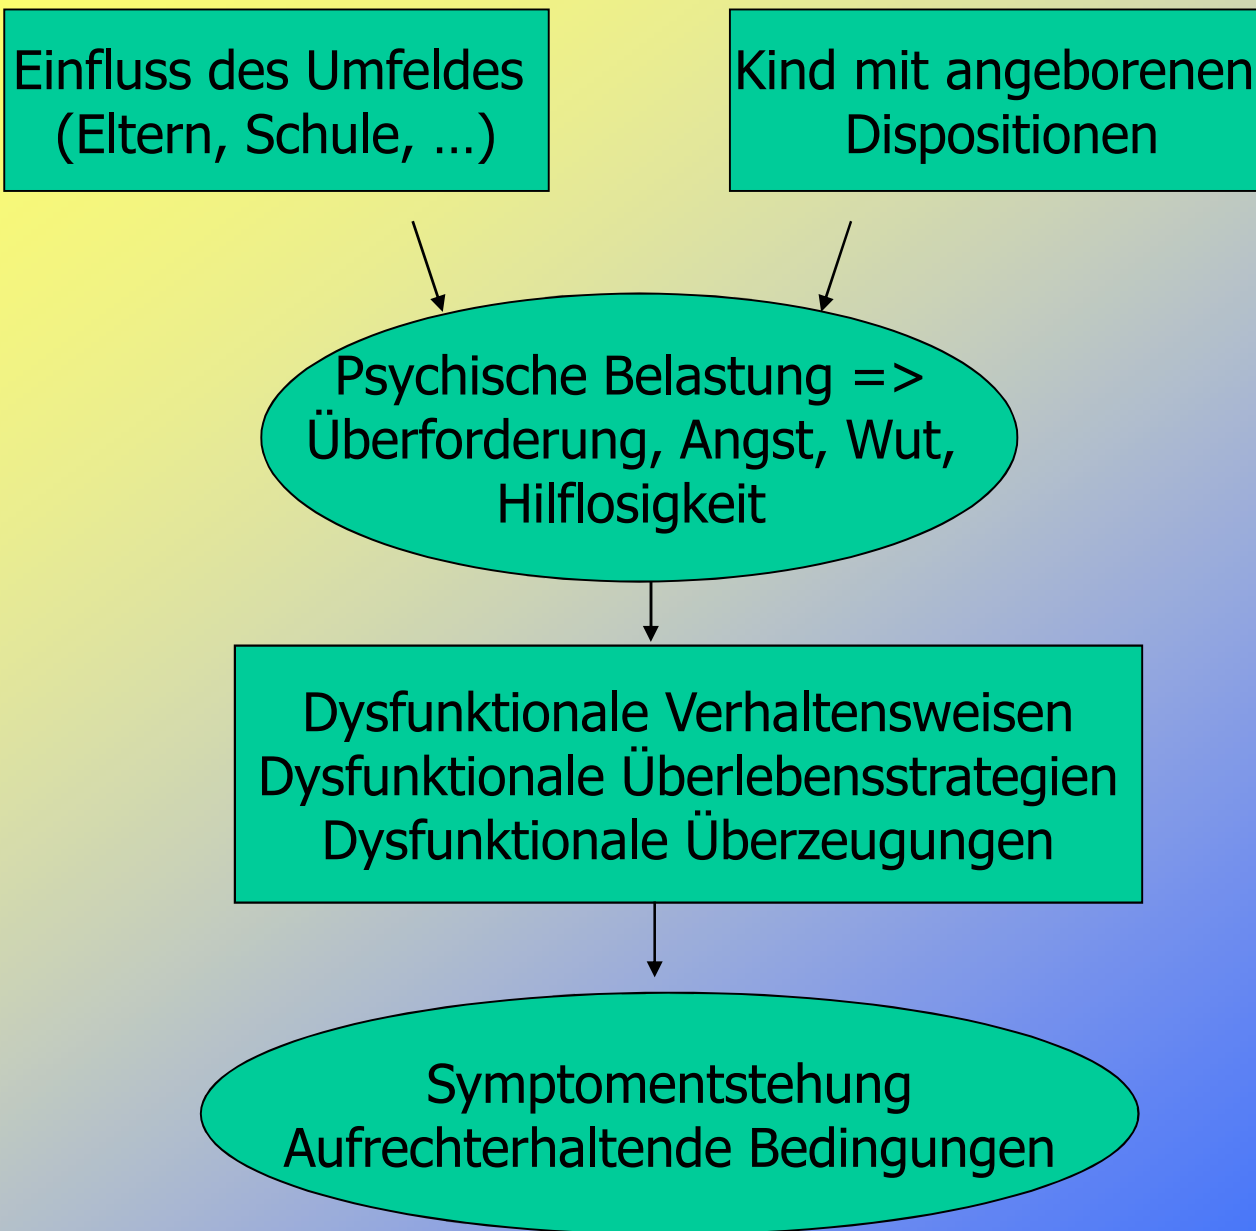 Einfluss des Umfeldes
(Eltern, Schule, ...)
Kind mit angeborenen
Dispositionen
Psychische Belastung =>
Überforderung, Angst, Wut,
Hilflosigkeit
Dysfunktionale Verhaltensweisen
Dysfunktionale Überlebensstrategien
Dysfunktionale Überzeugungen
Symptomentstehung
Aufrechterhaltende Bedingungen